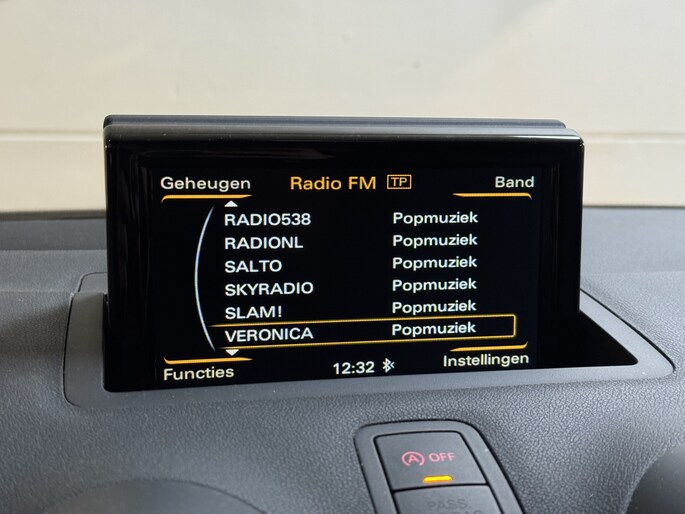 Geheugen Radio FM TP Band
RADIO538 Popmuziek
RADIONL Popmuziek
SALTO Popmuziek
SKYRADIO Popmuziek
SLAM! Popmuziek
VERONICA Popmuziek
Functies 12:32 Instellingen
A OFF
PASS